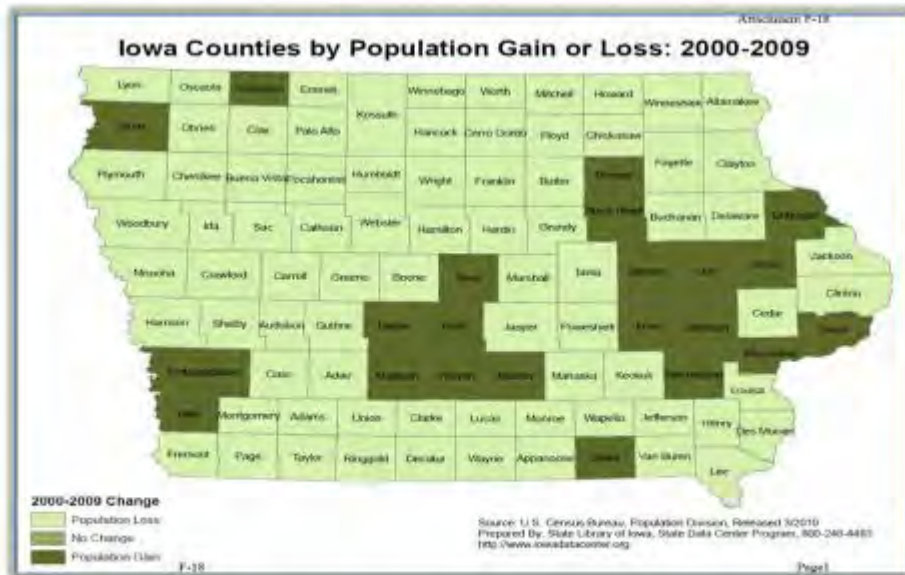 Attachment F-18
Iowa Counties by Population Gain or Loss: 2000-2009
Lyon Osceola Emmet Winnebago Worth Mitchell Howard Winneshiek Allamakee
Kossuth
Clay Palo Alto Hancock Cerro Gordo Floyd Chickasaw
Fayette Clayton
Plymouth Cherokee Buena Vista Pocahontas Humboldt Wright Franklin Butler
Woodbury Ida Sac Calhoun Webster Hamilton Hardin Grundy Black Hawk Buchanan Delaware
Monona Crawford Carroll Greene Boone Story Marshall Tama Jackson
Clinton
Harrison Shelby Audubon Guthrie Jasper Poweshiek Cedar
Cass Adair Madison Mahaska Keokuk Louisa
Montgomery Adams Union Clarke Lucas Monroe Wapello Jefferson Henry Des Moines
Fremont Page Taylor Ringgold Decatur Wayne Appanoose Van Buren Lee
2000-2009 Change
Population Loss
No Change
Population Gain
Source: U.S. Census Bureau, Population Division, Released 3/2010
Prepared By: State Library of Iowa, State Data Center Program, 800-248-4483
http://www.iowadatacenter.org
F-18 Page1